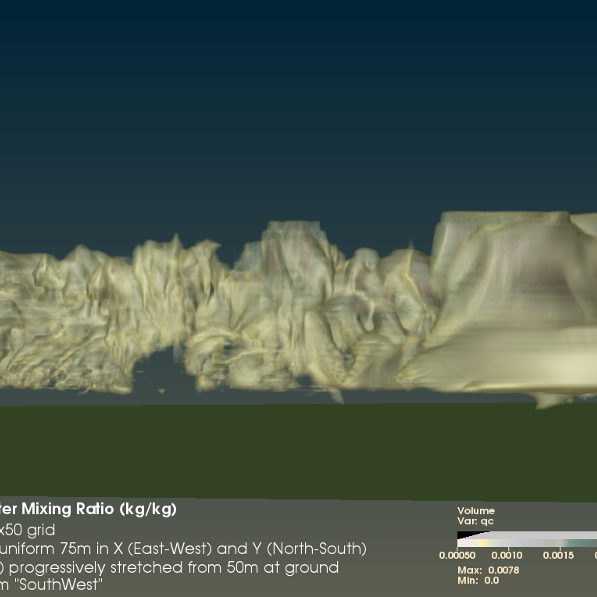 ter Mixing Ratio (kg/kg)
x50 grid
uniform 75m in X (East-West) and Y (North-South)
) progressively stretched from 50m at ground
m "SouthWest"
Volume
Var: qc
0.00050 0.0010 0.0015 0
Max: 0.0078
Min: 0.0